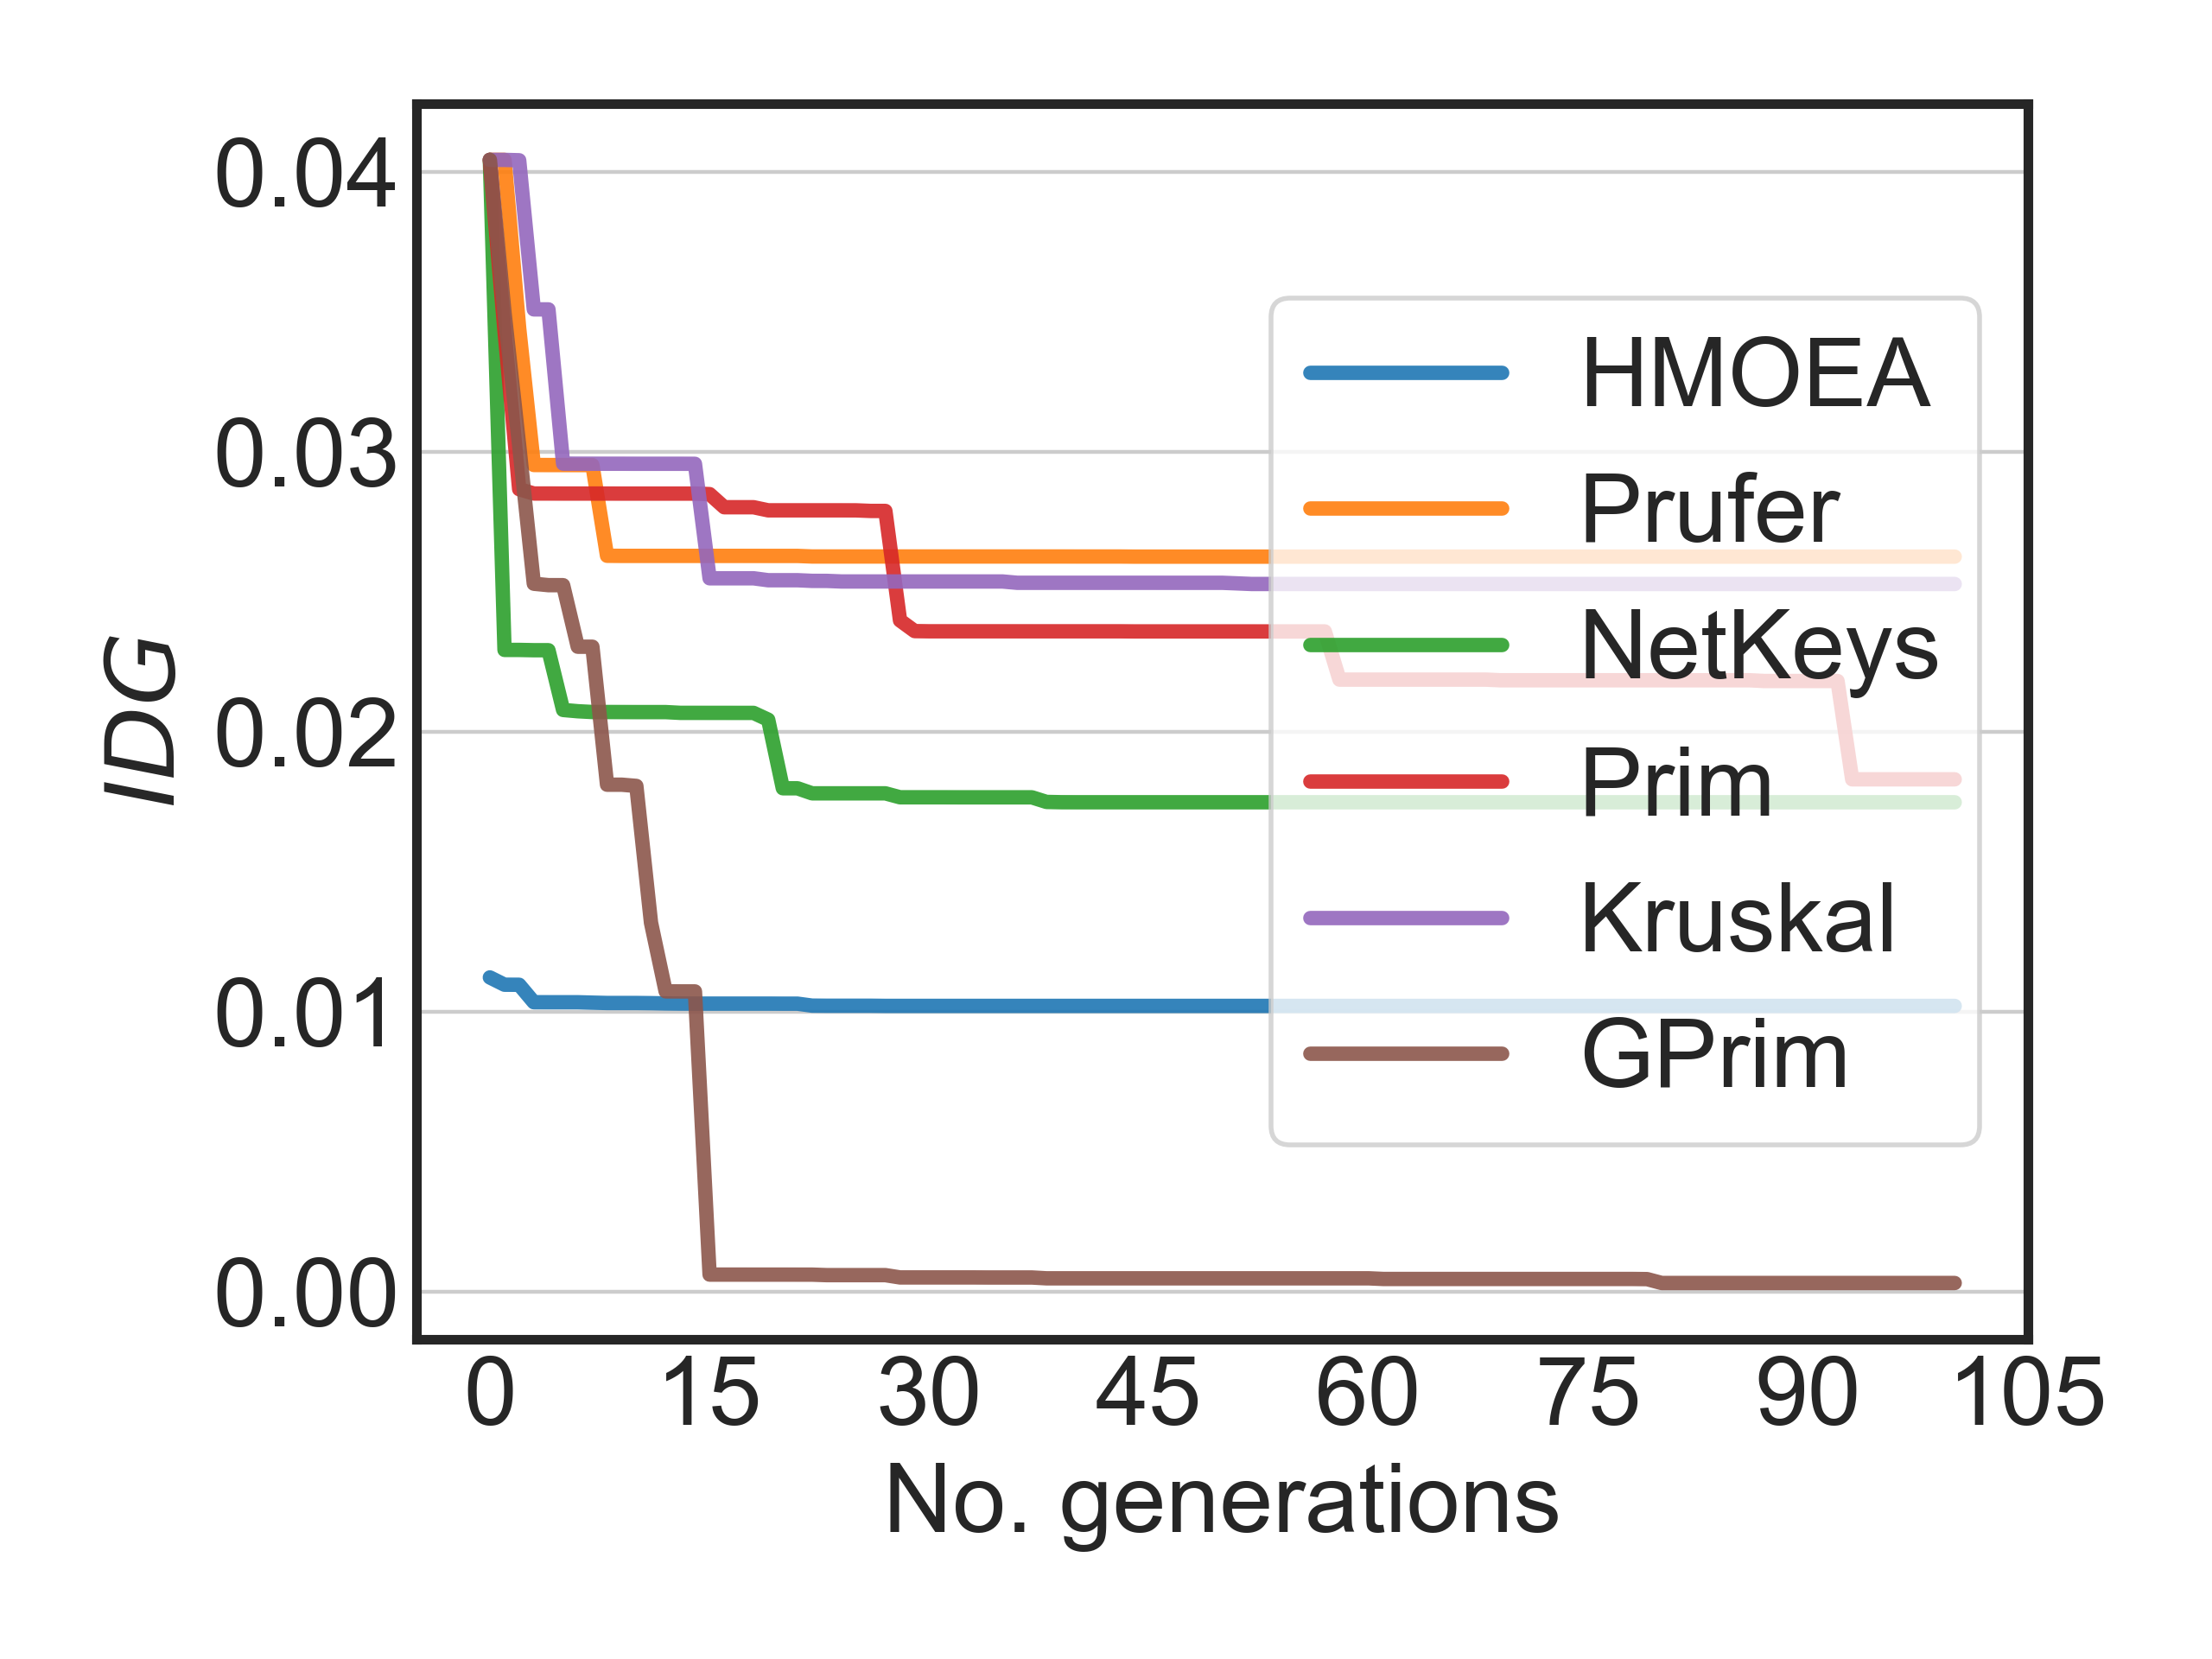 IDG
0.04
0.03
0.02
0.01
0.00
HMOEA
Prufer
NetKeys
Prim
Kruskal
GPrim
0 15 30 45 60 75 90 105
No. generations